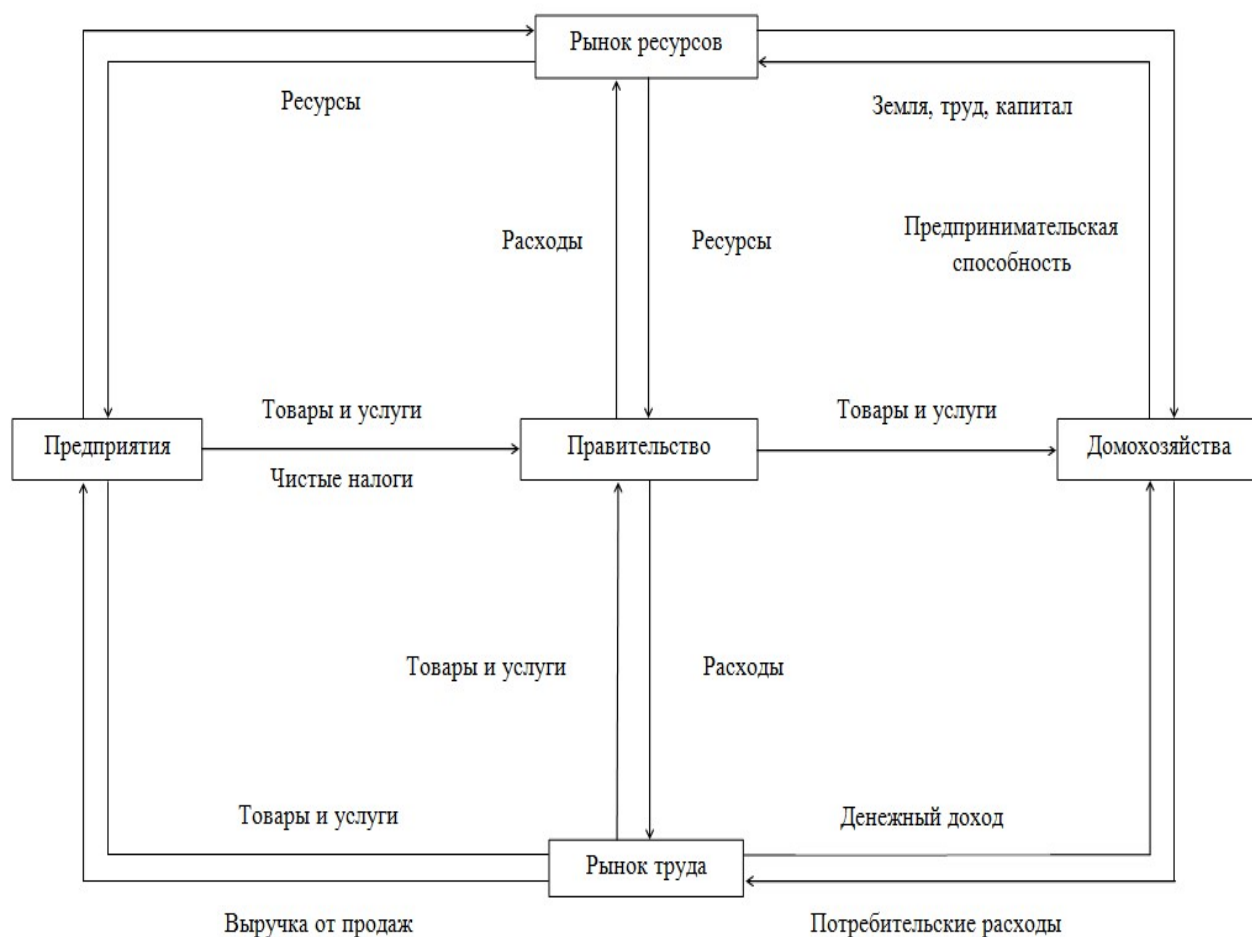 Рынок ресурсов
Ресурсы
Земля, труд, капитал
Расходы
Ресурсы
Предпринимательская
способность
Товары и услуги
Товары и услуги
Предприятия
Правительство
Домохозяйства
Чистые налоги
Товары и услуги
Расходы
Товары и услуги
Денежный доход
Рынок труда
Выручка от продаж
Потребительские расходы